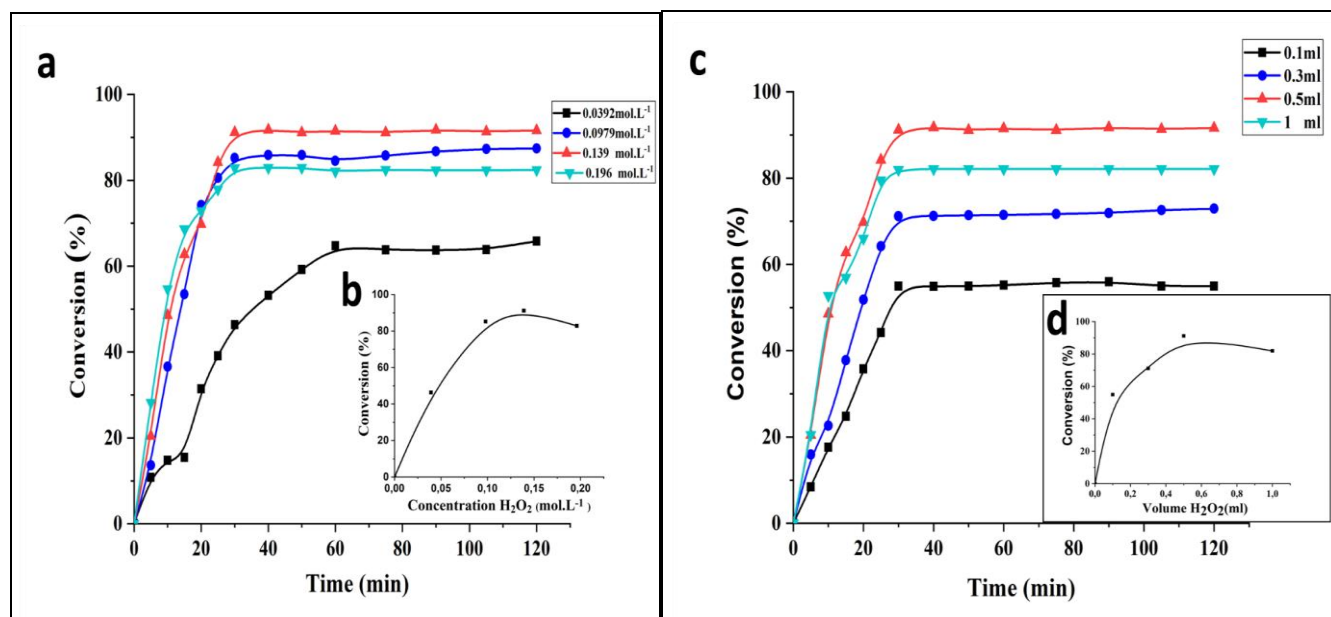 a
Conversion (%)
100
80
60
40
20
0
0 20 40 60 80 100 120
Time (min)
0.0392mol.L⁻¹
0.0979mol.L⁻¹
0.139 mol.L⁻¹
0.196 mol.L⁻¹
b
Conversion (%)
100
80
60
40
20
0
0,00 0,05 0,10 0,15 0,20
Concentration H₂O₂ (mol.L⁻¹ )
c
Conversion (%)
100
80
60
40
20
0
0 20 40 60 80 100 120
Time (min)
0.1ml
0.3ml
0.5ml
1 ml
d
Conversion (%)
100
80
60
40
20
0
0,0 0,2 0,4 0,6 0,8 1,0
Volume H₂O₂(ml)